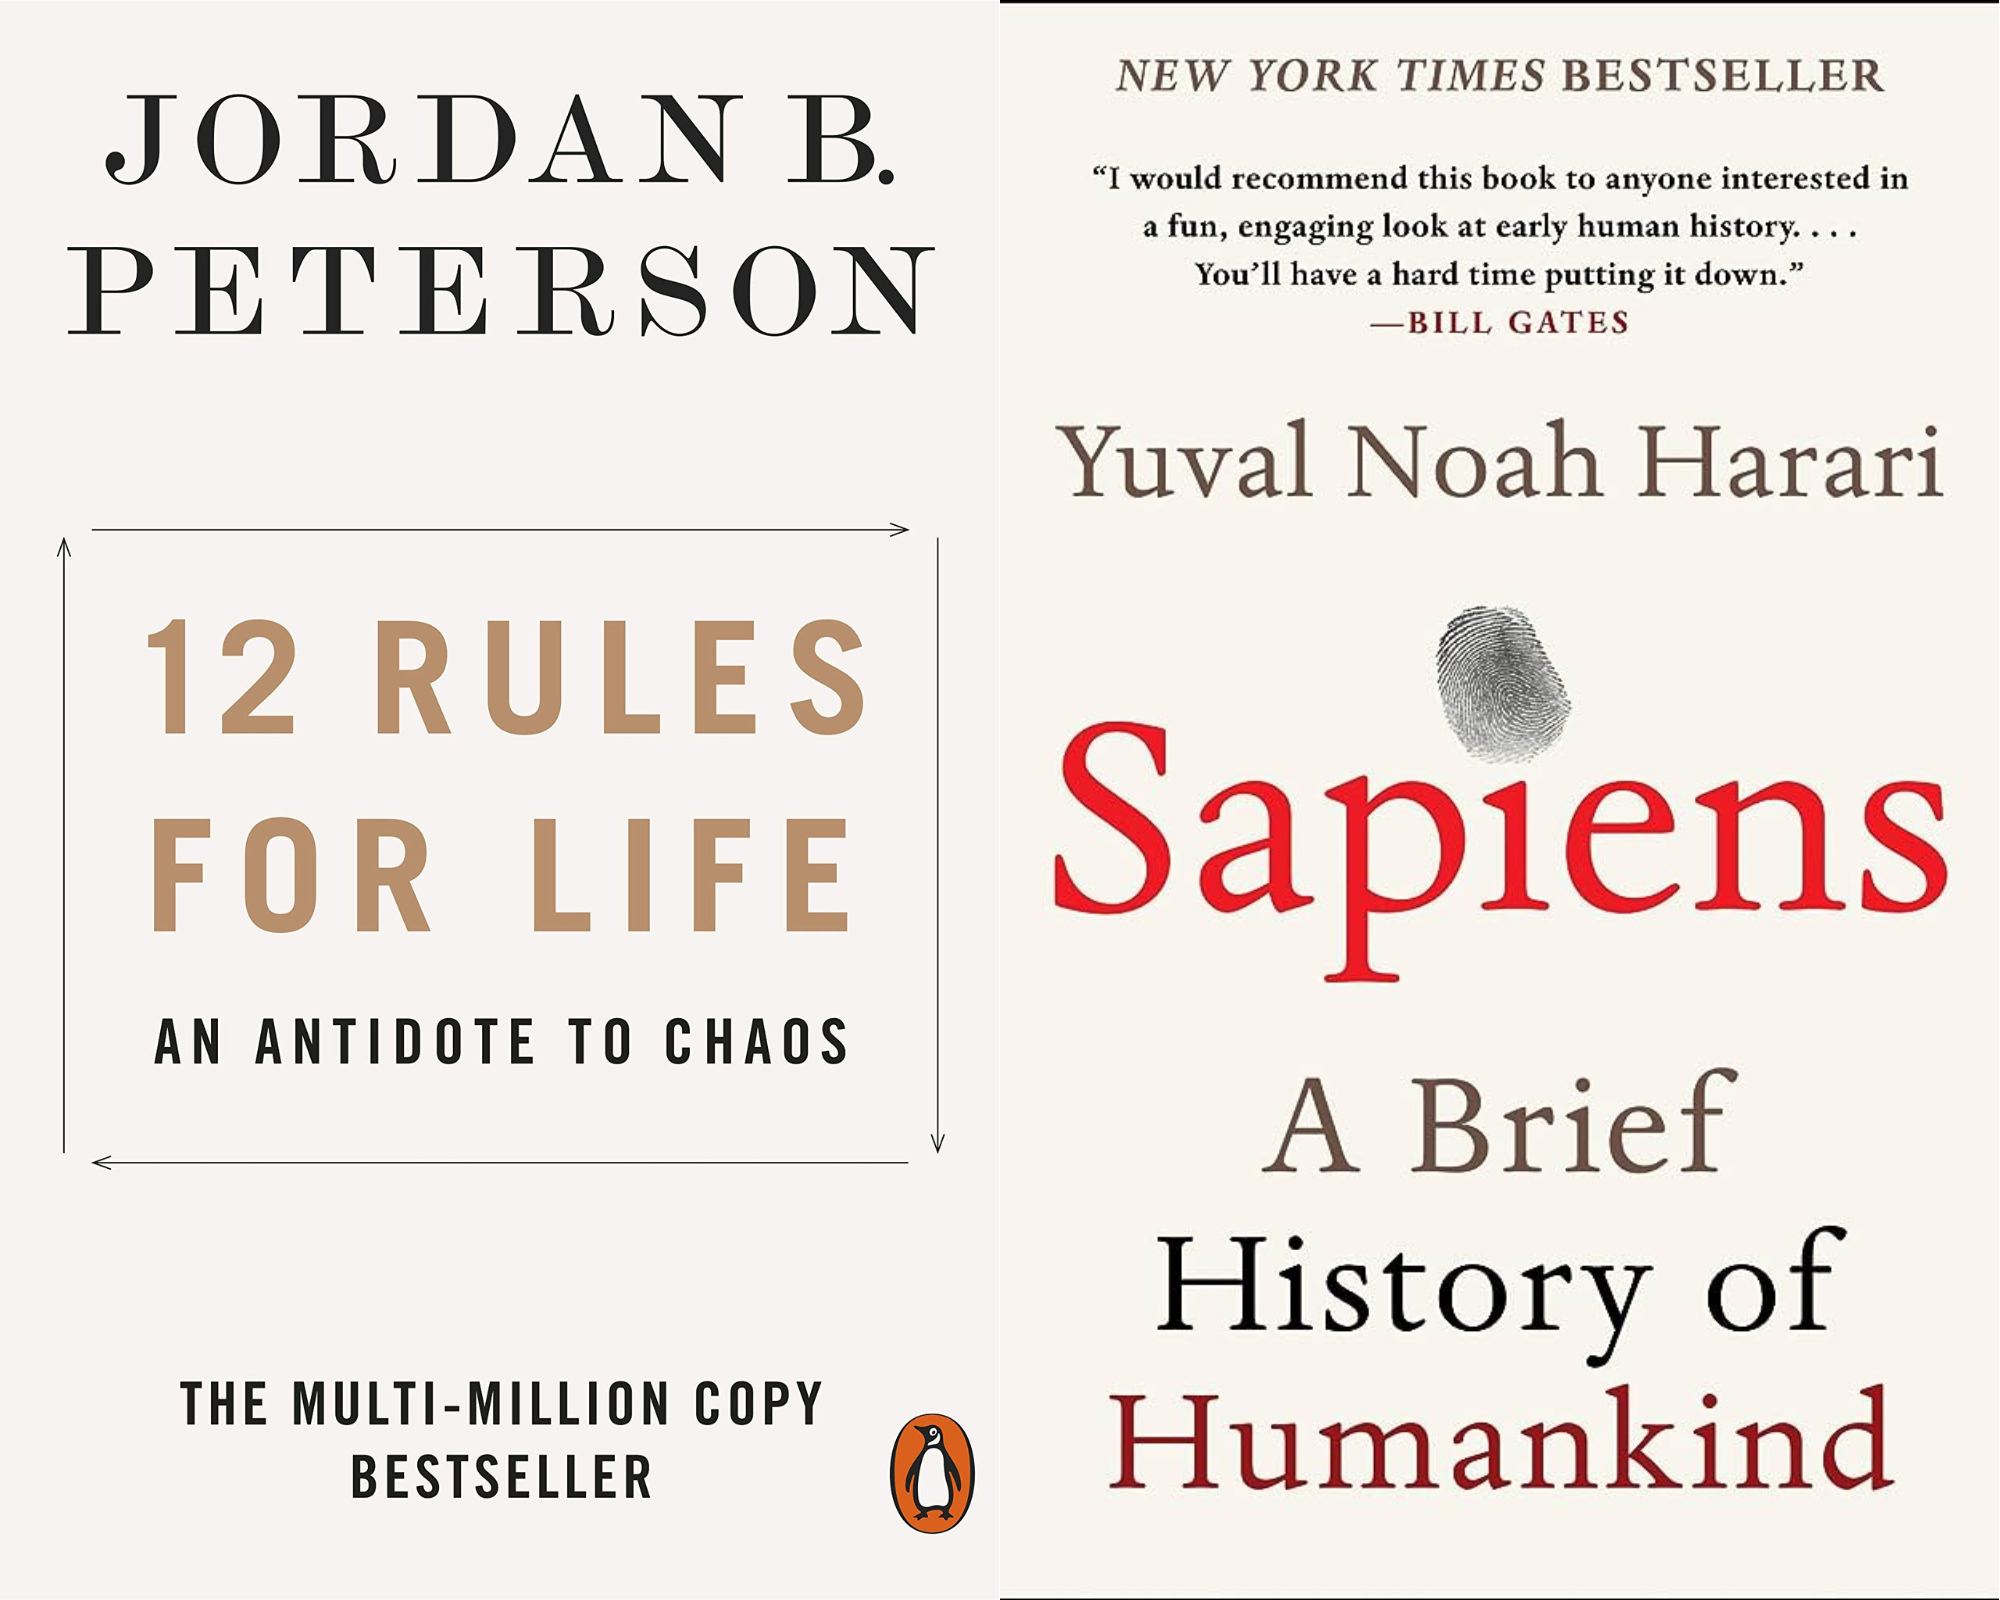 JORDAN B.
PETERSON
12 RULES
FOR LIFE
AN ANTIDOTE TO CHAOS
THE MULTI-MILLION COPY
BESTSELLER
NEW YORK TIMES BESTSELLER
“I would recommend this book to anyone interested in
a fun, engaging look at early human history. . . .
You’ll have a hard time putting it down.”
—BILL GATES
Yuval Noah Harari
Sapiens
A Brief
History of
Humankind